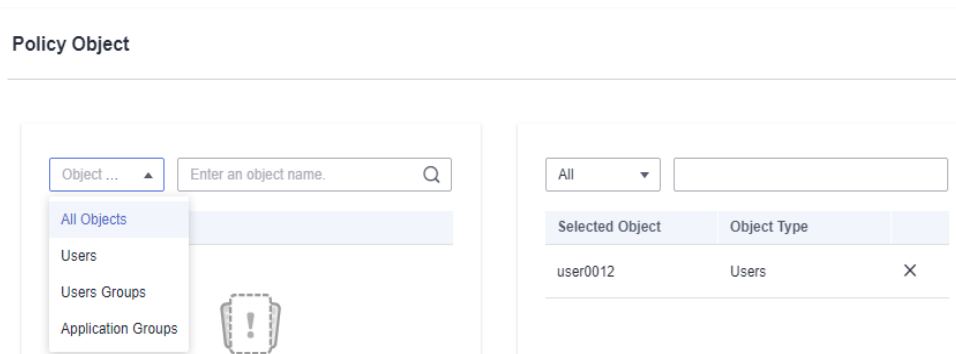 Policy Object
Object ...
Enter an object name.
All Objects
Users
Users Groups
Application Groups
All
Selected Object Object Type
user0012 Users